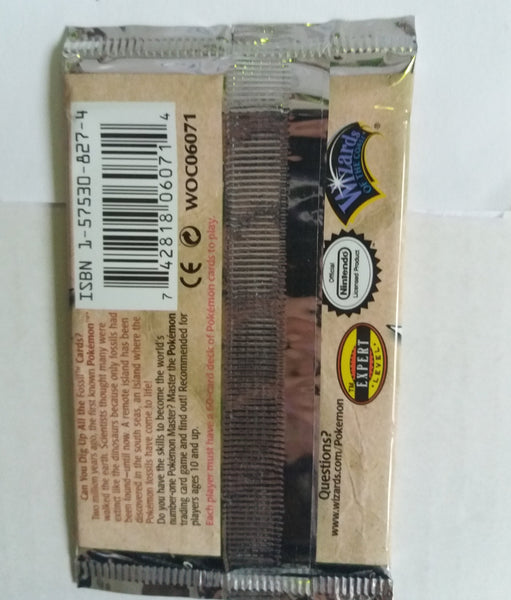 Can You Dig Up All the Fossil™ Cards?
Two million years ago, the first known Pokémon™
walked the earth. Scientists thought many were
extinct like the dinosaurs because only fossils had
been found—until now. A remote island has been
discovered in the south seas, an island where the
Pokémon fossils have come to life!
Do you have the skills to become the world's
number-one Pokémon Master? Master the Pokémon
trading card game and find out! Recommended for
players ages 10 and up.
Each player must have a 60-card deck of Pokémon cards to play.
ISBN 1-57530-827-4
7 42818 06071 4
CE WOC06071
Wizards
OF THE COAST
®
Official
Nintendo
Licensed Product
EXPERT
LEVEL
TM
Questions?
www.wizards.com/Pokemon